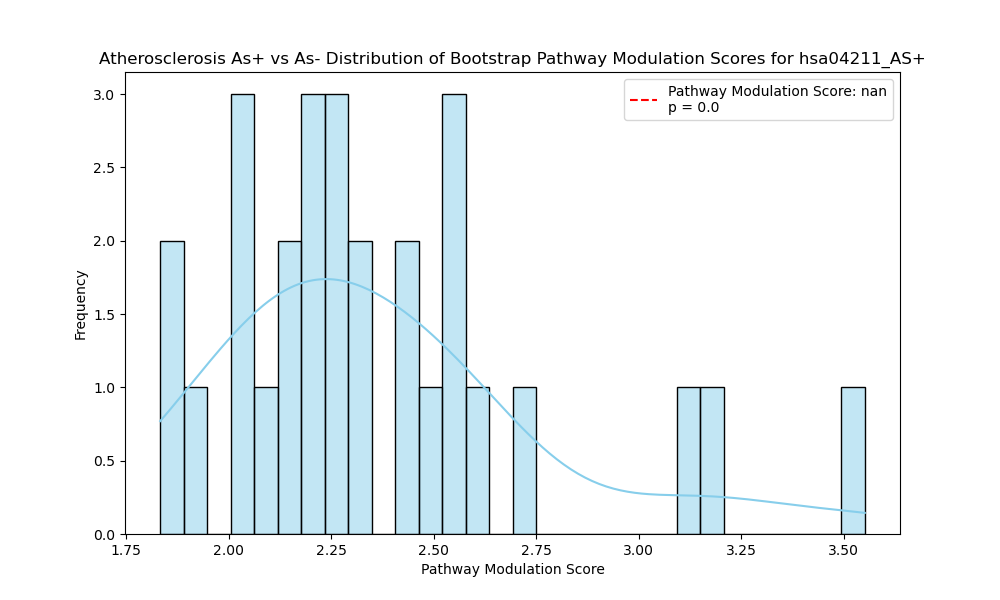 Atherosclerosis As+ vs As- Distribution of Bootstrap Pathway Modulation Scores for hsa04211_AS+
Pathway Modulation Score: nan
p = 0.0
3.0
2.5
2.0
1.5
1.0
0.5
0.0
Frequency
1.75 2.00 2.25 2.50 2.75 3.00 3.25 3.50
Pathway Modulation Score